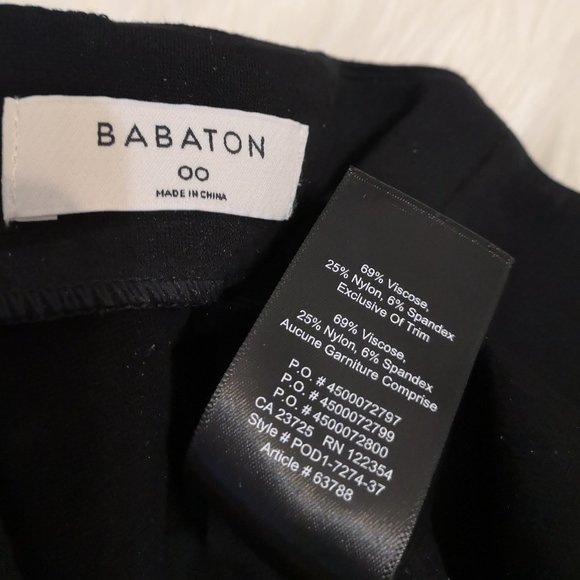 BABATON
00
MADE IN CHINA
69% Viscose,
25% Nylon, 6% Spandex
Exclusive Of Trim
69% Viscose,
25% Nylon, 6% Spandex
Aucune Garniture Comprise
P.O. # 4500072797
P.O. # 4500072799
P.O. # 4500072800
CA 23725 RN 122354
Style # POD1-7274-37
Article # 63788